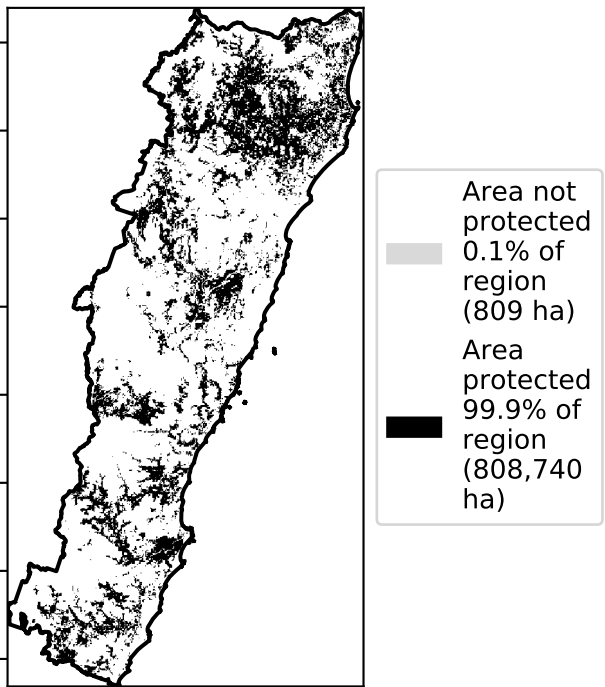 Area not
protected
0.1% of
region
(809 ha)
Area
protected
99.9% of
region
(808,740
ha)